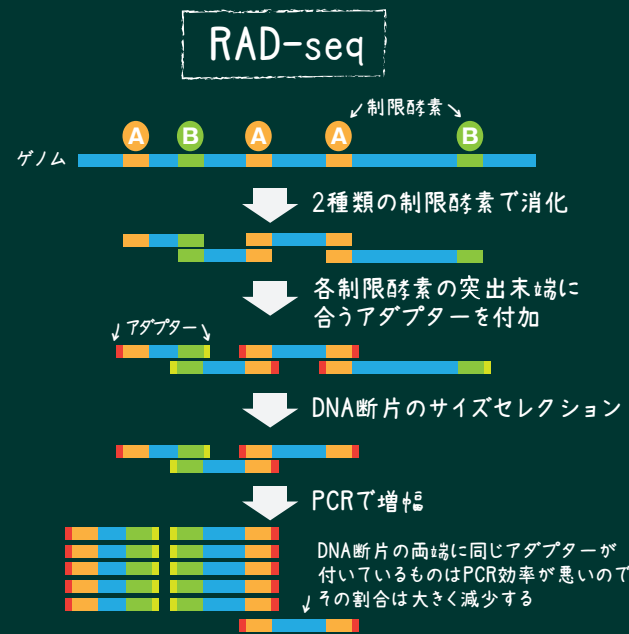 RAD-seq
制限酵素
A B A A B
ゲノム
2種類の制限酵素で消化
各制限酵素の突出末端に
合うアダプターを付加
アダプター
DNA断片のサイズセレクション
PCRで増幅
DNA断片の両端に同じアダプターが
付いているものはPCR効率が悪いので
その割合は大きく減少する